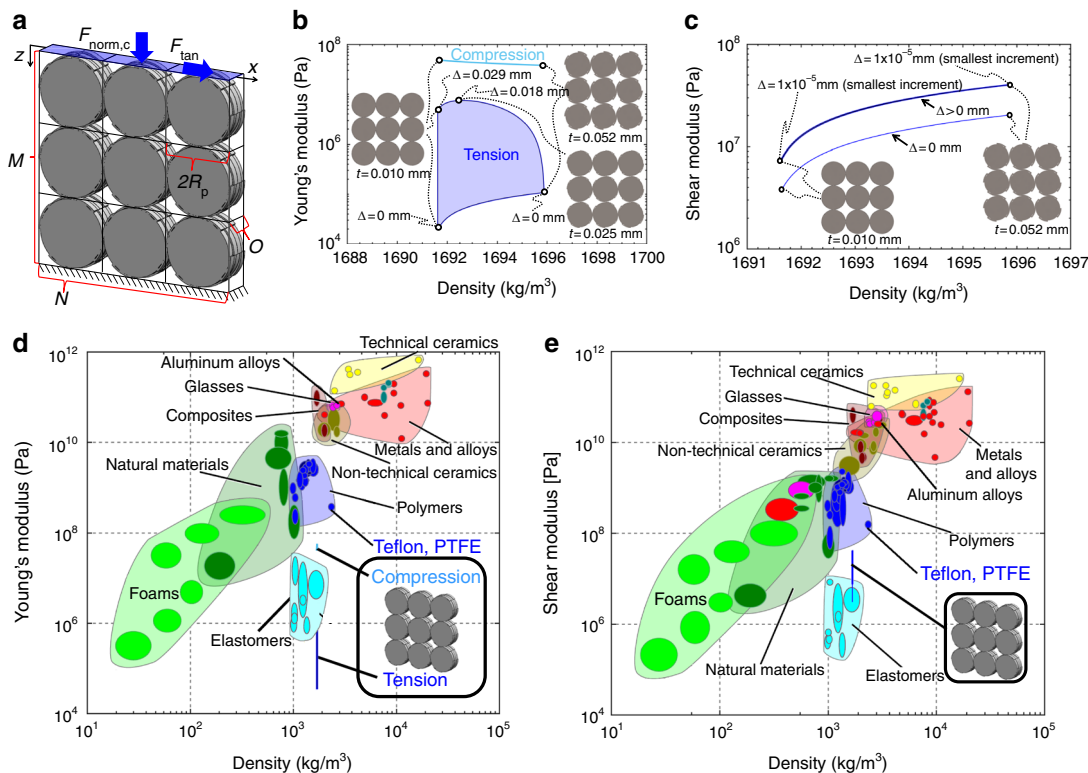 a
F norm,c
F tan
z
x
M
2Rp
O
N
b
Young's modulus (Pa)
10^8
10^6
10^4
Compression
Δ = 0.029 mm
Δ = 0.018 mm
Tension
t = 0.010 mm
t = 0.052 mm
Δ = 0 mm
Δ = 0 mm
t = 0.025 mm
1688 1690 1692 1694 1696 1698 1700
Density (kg/m^3)
c
Shear modulus (Pa)
10^8
10^7
10^6
Δ = 1x10^-5 mm (smallest increment)
Δ = 1x10^-5 mm (smallest increment)
Δ > 0 mm
Δ = 0 mm
t = 0.010 mm
t = 0.052 mm
1691 1692 1693 1694 1695 1696 1697
Density (kg/m^3)
d
Young's modulus (Pa)
10^12
10^10
10^8
10^6
10^4
Technical ceramics
Aluminum alloys
Glasses
Composites
Metals and alloys
Natural materials
Non-technical ceramics
Polymers
Teflon, PTFE
Compression
Foams
Elastomers
Tension
10^1 10^2 10^3 10^4 10^5
Density (kg/m^3)
e
Shear modulus [Pa]
10^12
10^10
10^8
10^6
10^4
Technical ceramics
Glasses
Composites
Non-technical ceramics
Metals
and alloys
Aluminum alloys
Polymers
Teflon, PTFE
Foams
Natural materials
Elastomers
10^1 10^2 10^3 10^4 10^5
Density (kg/m^3)